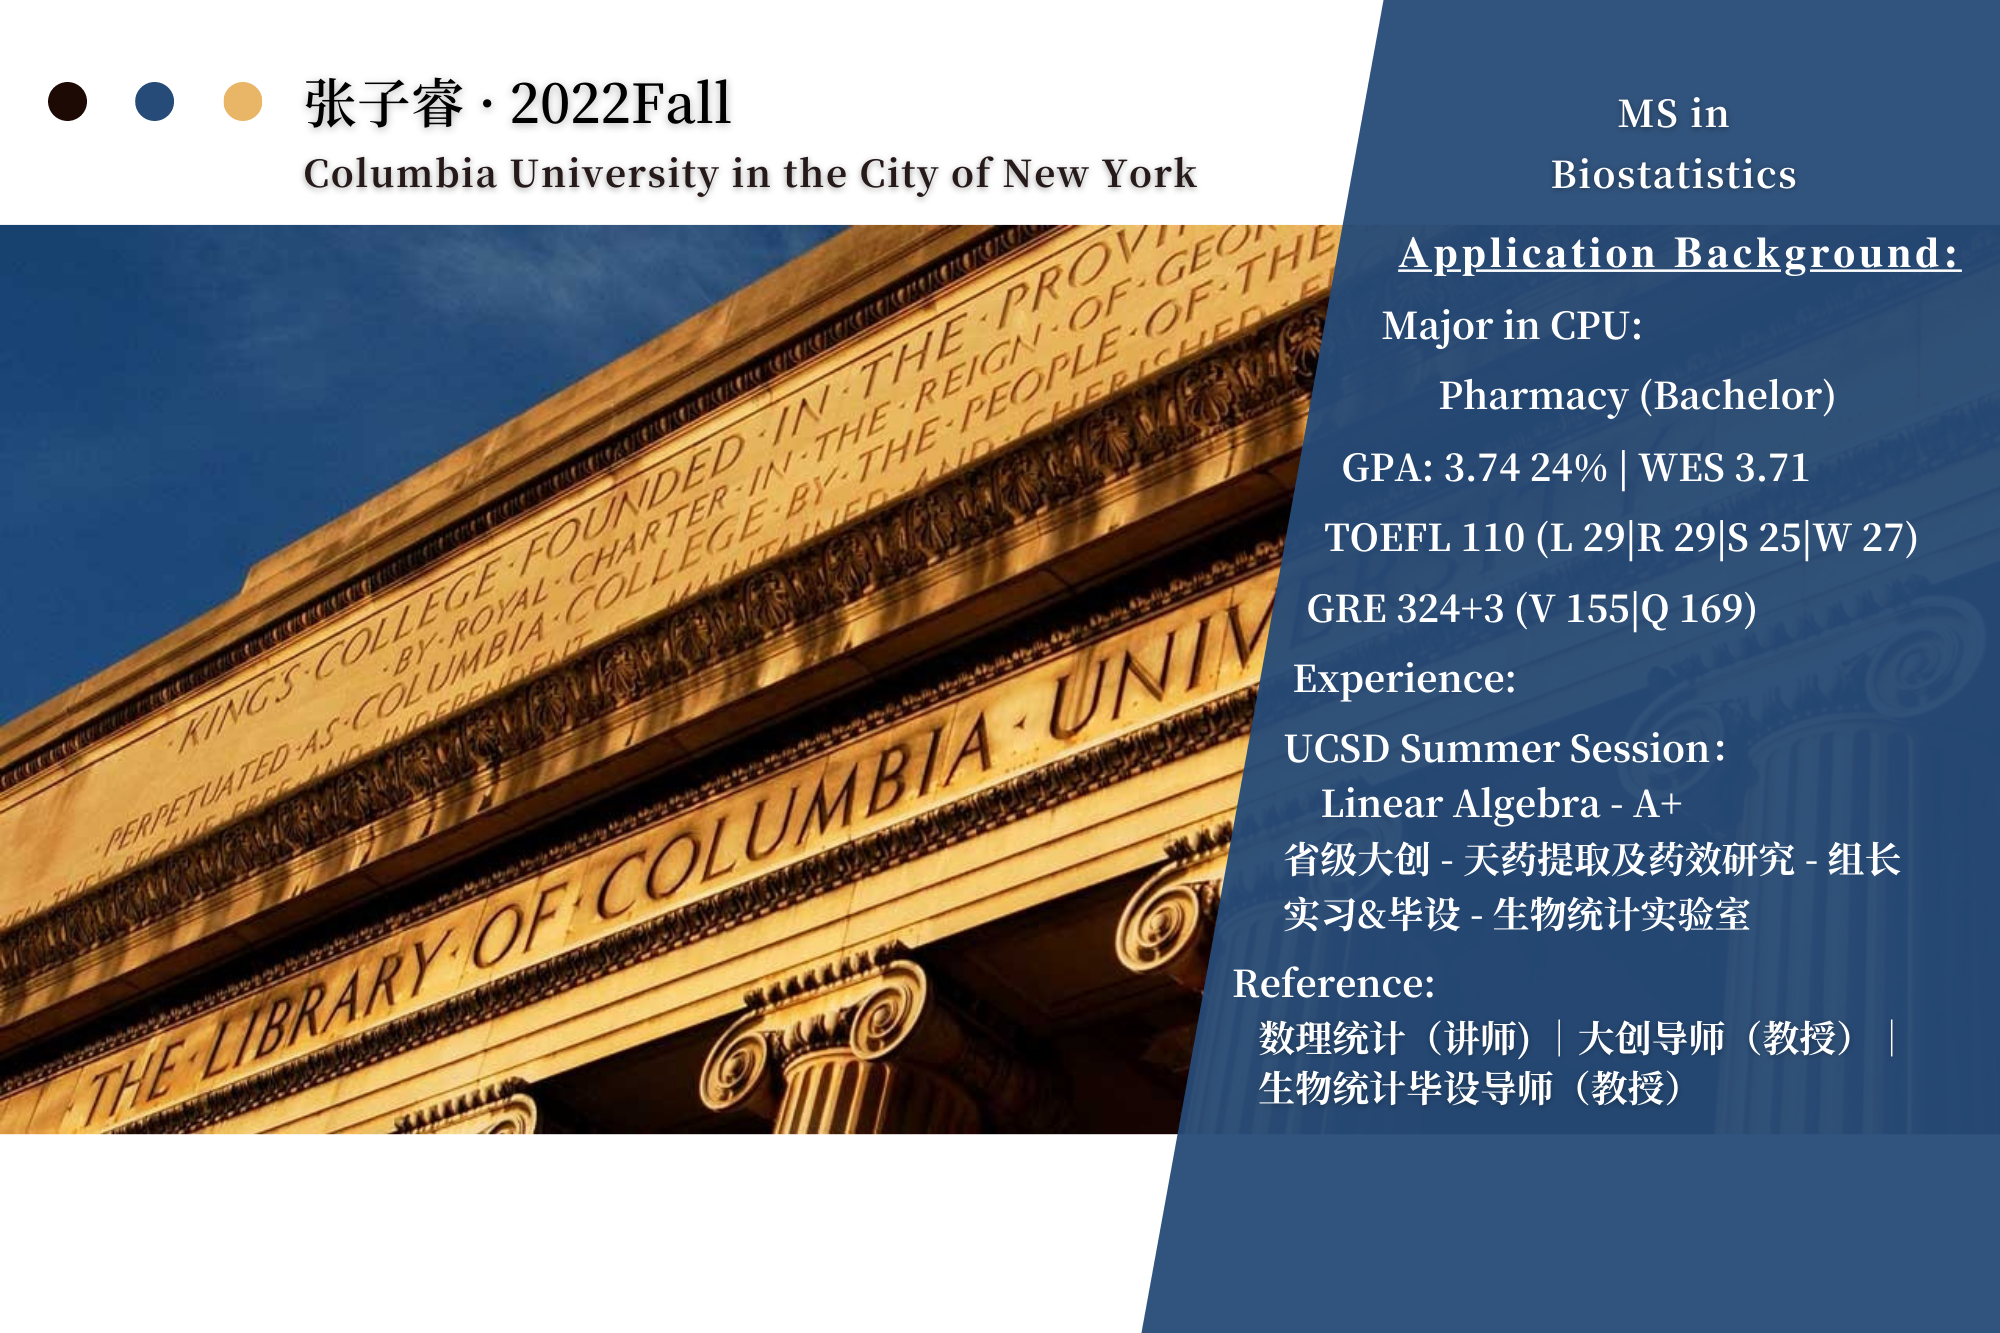 张子睿 · 2022Fall
Columbia University in the City of New York
MS in
Biostatistics
Application Background:
Major in CPU:
Pharmacy (Bachelor)
GPA: 3.74 24% | WES 3.71
TOEFL 110 (L 29|R 29|S 25|W 27)
GRE 324+3 (V 155|Q 169)
Experience:
UCSD Summer Session：
Linear Algebra - A+
省级大创 - 天药提取及药效研究 - 组长
实习&毕设 - 生物统计实验室
Reference:
数理统计（讲师）｜大创导师（教授）｜
生物统计毕设导师（教授）
KING'S·COLLEGE·FOUNDED·IN·THE·PROVIN
·BY·ROYAL·CHARTER·IN·THE·REIGN·OF·GEOR
PERPETUATED·AS·COLUMBIA·COLLEGE·BY·THE·PEOPLE·OF·THE
MAINTAINED·AND·CHERISHED
THE·LIBRARY·OF·COLUMBIA·UNIV